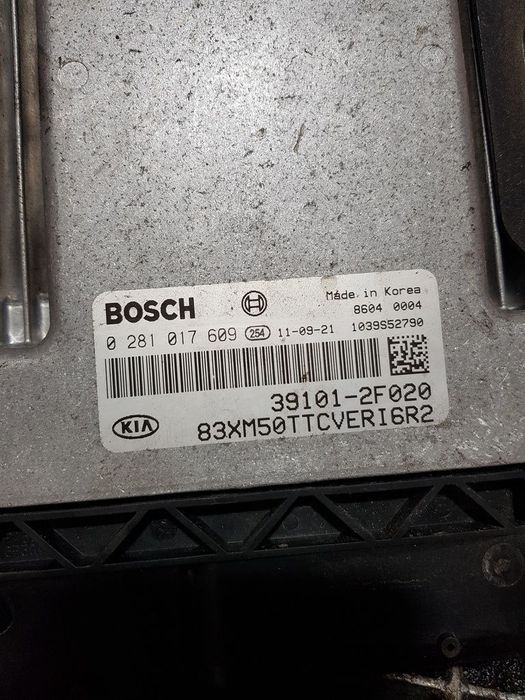 BOSCH
Made in Korea
8604 0004
0 281 017 609 254 11-09-21 1039S52790
39101-2F020
KIA
83XM50TTCVERI6R2